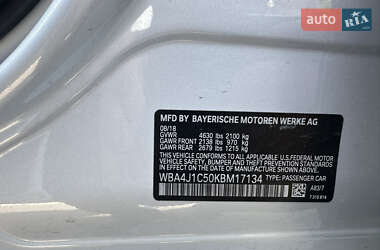 auto RIA
MFD BY BAYERISCHE MOTOREN WERKE AG
08/18
GVWR 4630 lbs 2100 kg
GAWR FRONT 2138 lbs 970 kg
GAWR REAR 2679 lbs 1215 kg
THIS VEHICLE CONFORMS TO ALL APPLICABLE U.S. FEDERAL MOTOR
VEHICLE SAFETY, BUMPER AND THEFT PREVENTION STANDARDS
IN EFFECT ON THE DATE OF MANUFACTURE SHOWN ABOVE.
WBA4J1C50KBM17134 TYPE: PASSENGER CAR
A83/7